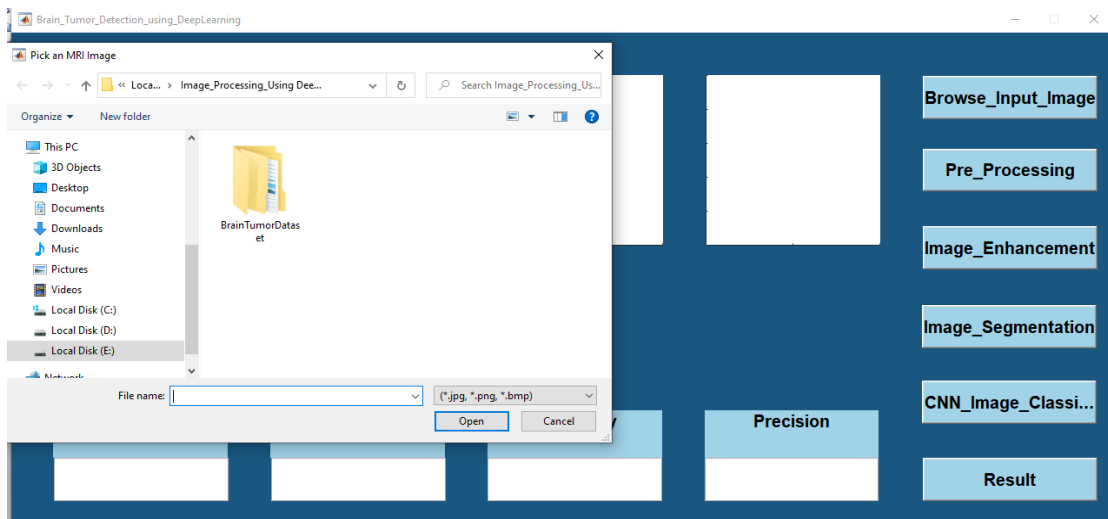 Brain_Tumor_Detection_using_DeepLearning
Pick an MRI Image
« Loca... › Image_Processing_Using Dee...
Search Image_Processing_Us...
Organize
New folder
This PC
3D Objects
Desktop
Documents
Downloads
Music
Pictures
Videos
Local Disk (C:)
Local Disk (D:)
Local Disk (E:)
Network
BrainTumorDatas
et
File name:
(*.jpg, *.png, *.bmp)
Open
Cancel
Precision
Browse_Input_Image
Pre_Processing
Image_Enhancement
Image_Segmentation
CNN_Image_Classi...
Result